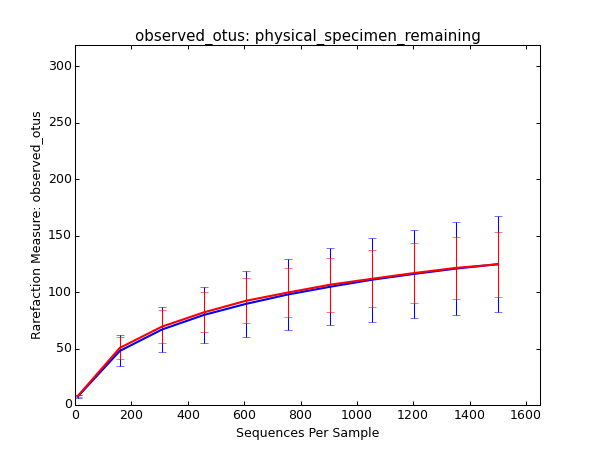 observed_otus: physical_specimen_remaining
300
250
200
150
100
50
0
Rarefaction Measure: observed_otus
0 200 400 600 800 1000 1200 1400 1600
Sequences Per Sample